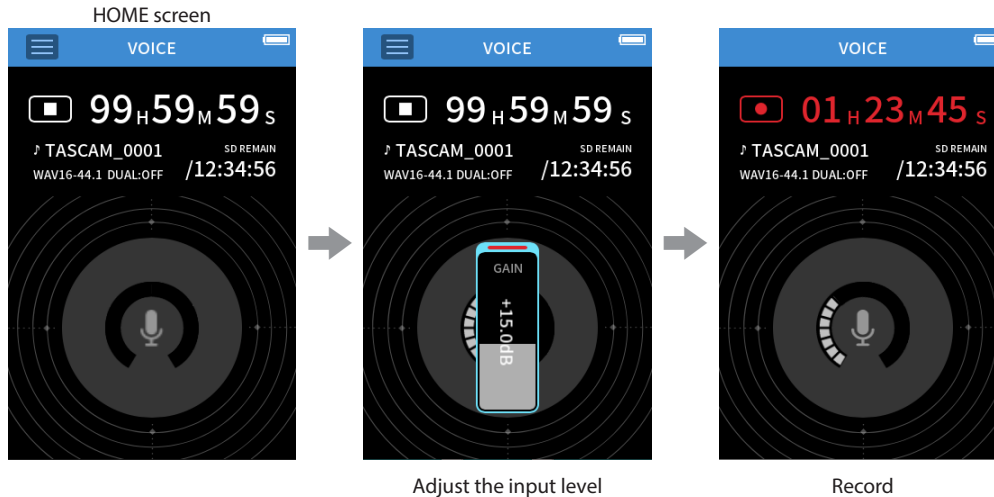 HOME screen
VOICE
99H59M59S
♪ TASCAM_0001
SD REMAIN
WAV16-44.1 DUAL:OFF
/12:34:56
VOICE
99H59M59S
♪ TASCAM_0001
SD REMAIN
WAV16-44.1 DUAL:OFF
/12:34:56
GAIN
+15.0dB
Adjust the input level
VOICE
01H23M45S
♪ TASCAM_0001
SD REMAIN
WAV16-44.1 DUAL:OFF
/12:34:56
Record